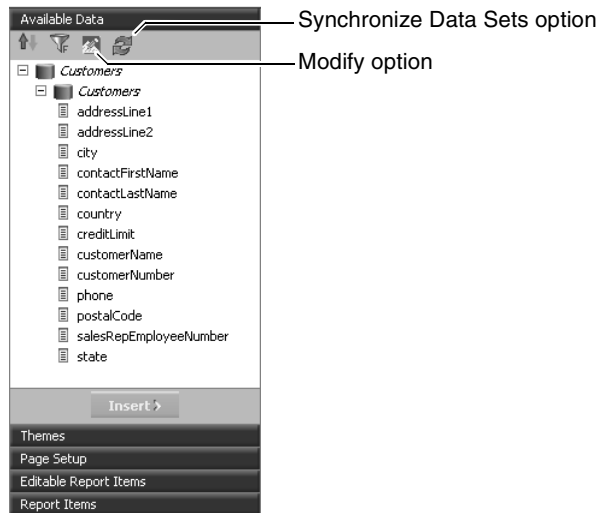 Available Data
Synchronize Data Sets option
Modify option
Customers
Customers
addressLine1
addressLine2
city
contactFirstName
contactLastName
country
creditLimit
customerName
customerNumber
phone
postalCode
salesRepEmployeeNumber
state
Insert
Themes
Page Setup
Editable Report Items
Report Items